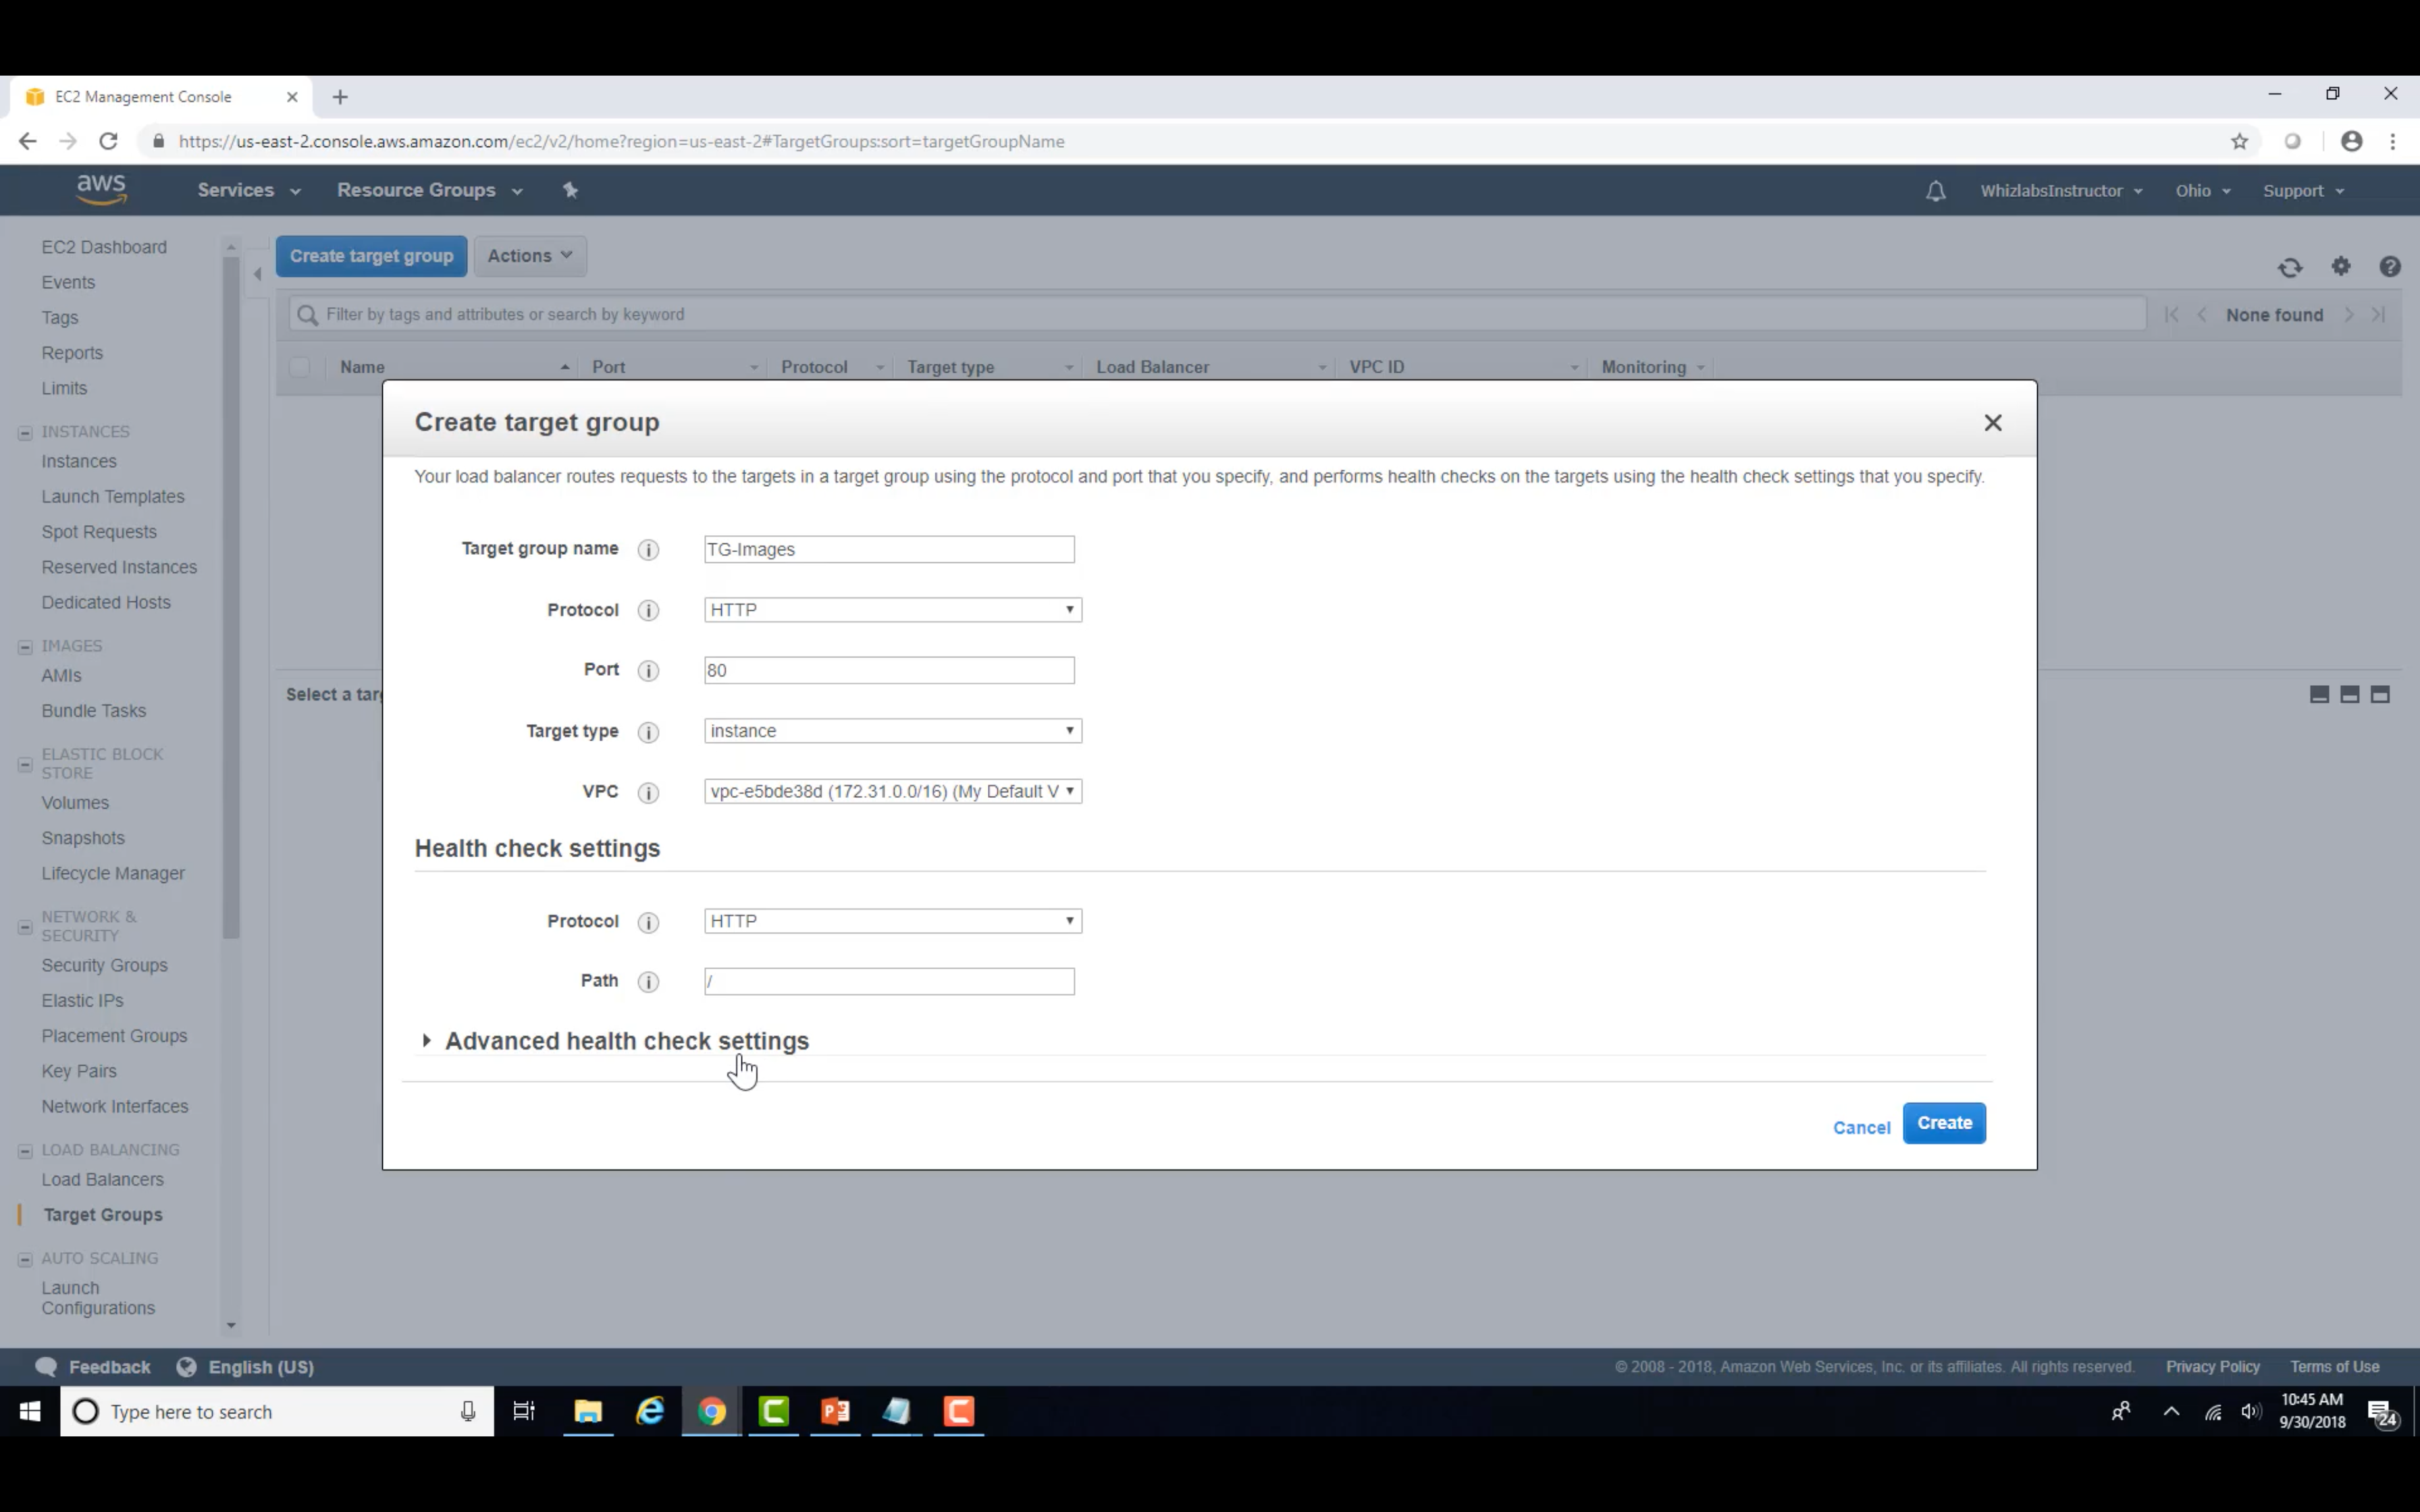 EC2 Management Console
https://us-east-2.console.aws.amazon.com/ec2/v2/home?region=us-east-2#TargetGroups:sort=targetGroupName
aws Services Resource Groups WhizlabsInstructor Ohio Support
EC2 Dashboard
Events
Tags
Reports
Limits
INSTANCES
Instances
Launch Templates
Spot Requests
Reserved Instances
Dedicated Hosts
IMAGES
AMIs
Bundle Tasks
ELASTIC BLOCK
STORE
Volumes
Snapshots
Lifecycle Manager
NETWORK &
SECURITY
Security Groups
Elastic IPs
Placement Groups
Key Pairs
Network Interfaces
LOAD BALANCING
Load Balancers
Target Groups
AUTO SCALING
Launch
Configurations
Create target group Actions
Filter by tags and attributes or search by keyword None found
Name Port Protocol Target type Load Balancer VPC ID Monitoring
Select a tar
Create target group
Your load balancer routes requests to the targets in a target group using the protocol and port that you specify, and performs health checks on the targets using the health check settings that you specify.
Target group name TG-Images
Protocol HTTP
Port 80
Target type instance
VPC vpc-e5bde38d (172.31.0.0/16) (My Default V
Health check settings
Protocol HTTP
Path /
Advanced health check settings
Cancel Create
Feedback English (US) © 2008 - 2018, Amazon Web Services, Inc. or its affiliates. All rights reserved. Privacy Policy Terms of Use
Type here to search
10:45 AM
9/30/2018
24